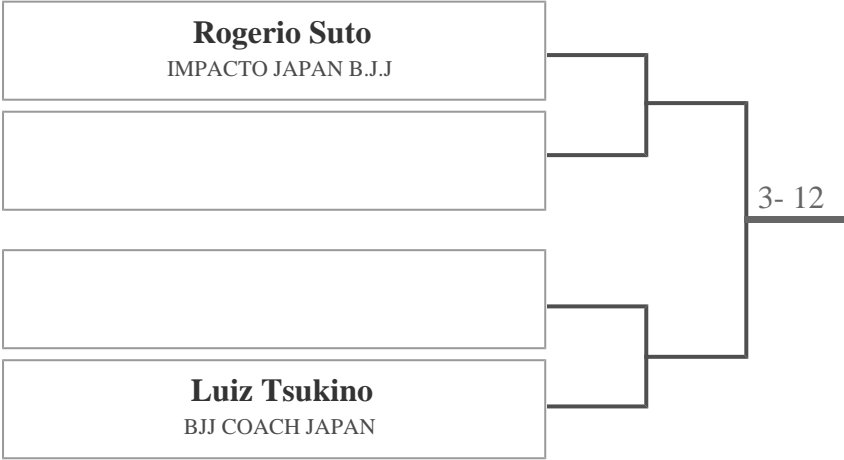 Rogerio Suto
IMPACTO JAPAN B.J.J
3- 12
Luiz Tsukino
BJJ COACH JAPAN